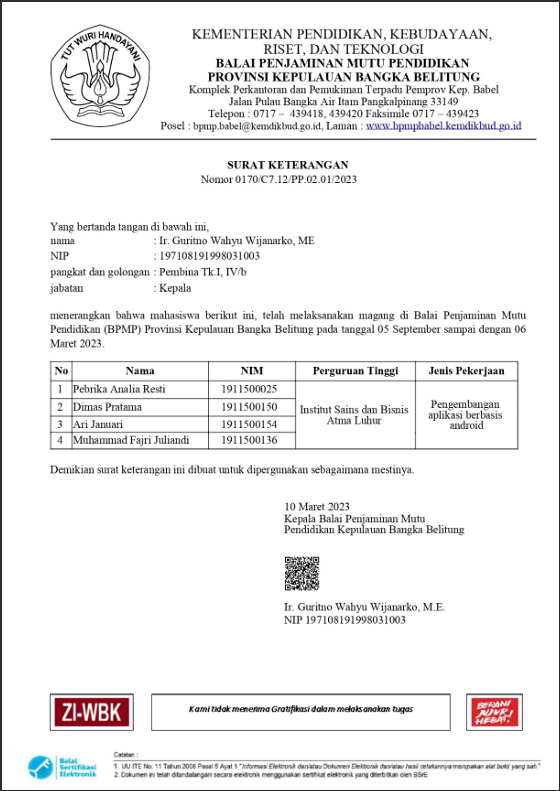 TUT WURI HANDAYANI
KEMENTERIAN PENDIDIKAN, KEBUDAYAAN,
RISET, DAN TEKNOLOGI
BALAI PENJAMINAN MUTU PENDIDIKAN
PROVINSI KEPULAUAN BANGKA BELITUNG
Komplek Perkantoran dan Pemukiman Terpadu Pemprov Kep. Babel
Jalan Pulau Bangka Air Itam Pangkalpinang 33149
Telepon : 0717 – 439418, 439420 Faksimile 0717 – 439423
Posel : bpmp.babel@kemdikbud.go.id, Laman : www.bpmpbabel.kemdikbud.go.id
SURAT KETERANGAN
Nomor 0170/C7.12/PP.02.01/2023
Yang bertanda tangan di bawah ini,
nama : Ir. Guritno Wahyu Wijanarko, ME
NIP : 197108191998031003
pangkat dan golongan : Pembina Tk.I, IV/b
jabatan : Kepala
menerangkan bahwa mahasiswa berikut ini, telah melaksanakan magang di Balai Penjaminan Mutu
Pendidikan (BPMP) Provinsi Kepulauan Bangka Belitung pada tanggal 05 September sampai dengan 06
Maret 2023.
No Nama NIM Perguruan Tinggi Jenis Pekerjaan
1 Pebrika Analia Resti 1911500025
2 Dimas Pratama 1911500150
3 Ari Januari 1911500154
4 Muhammad Fajri Juliandi 1911500136
Institut Sains dan Bisnis
Atma Luhur
Pengembangan
aplikasi berbasis
android
Demikian surat keterangan ini dibuat untuk dipergunakan sebagaimana mestinya.
10 Maret 2023
Kepala Balai Penjaminan Mutu
Pendidikan Kepulauan Bangka Belitung
Ir. Guritno Wahyu Wijanarko, M.E.
NIP 197108191998031003
ZI-WBK
Kami tidak menerima Gratifikasi dalam melaksanakan tugas
BERANI
JUJUR
HEBAT!
Balai
Sertifikasi
Elektronik
Catatan :
1. UU ITE No. 11 Tahun 2008 Pasal 5 Ayat 1 "Informasi Elektronik dan/atau Dokumen Elektronik dan/atau hasil cetakannya merupakan alat bukti yang sah."
2. Dokumen ini telah ditandatangani secara elektronik menggunakan sertifikat elektronik yang diterbitkan oleh BSrE